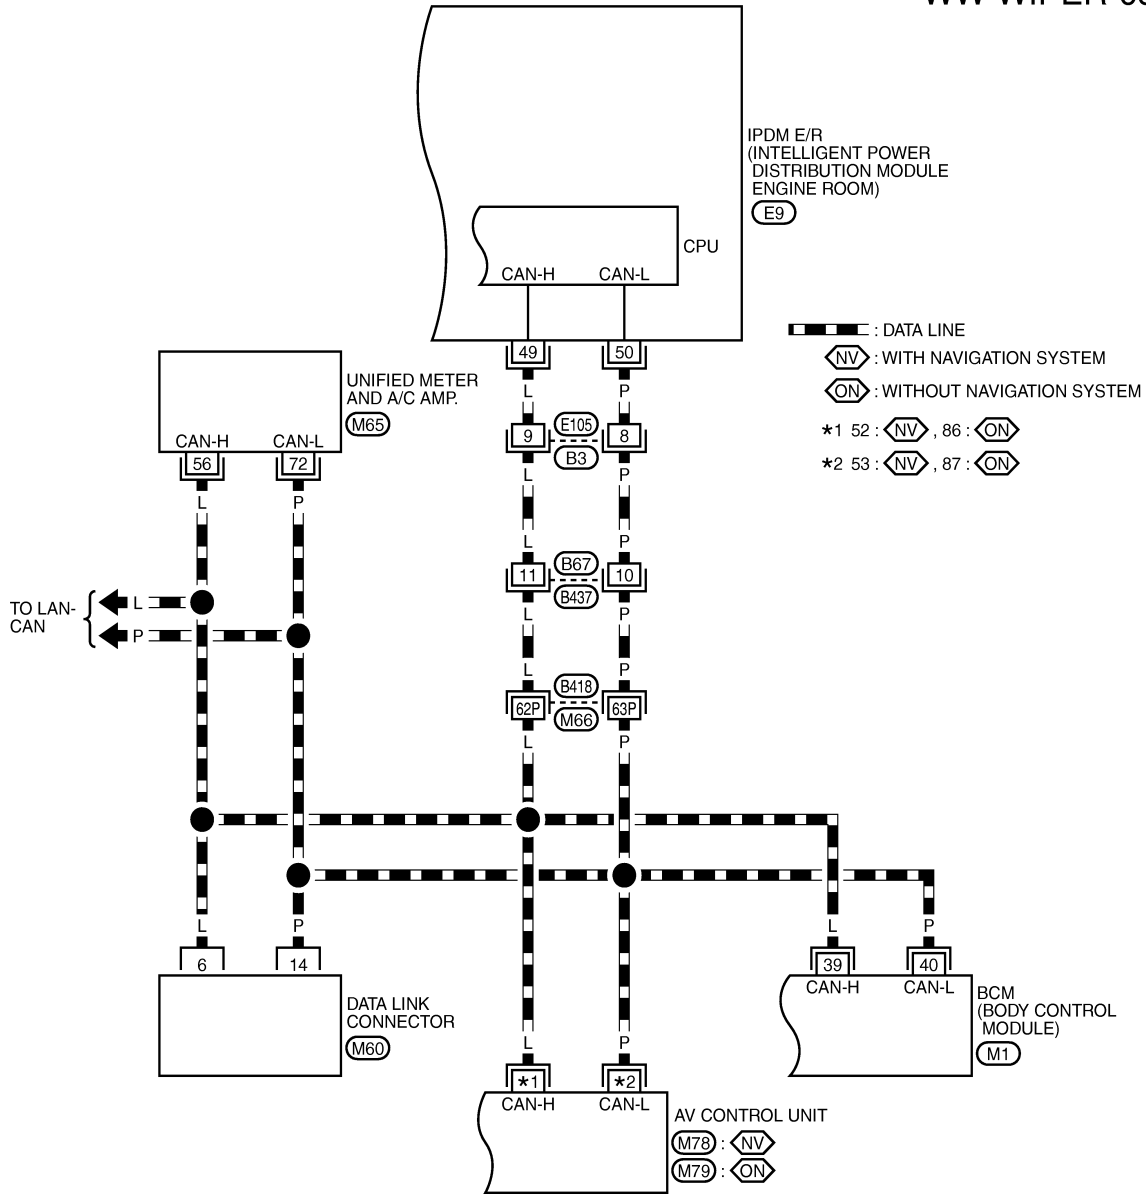 IPDM E/R
(INTELLIGENT POWER
DISTRIBUTION MODULE
ENGINE ROOM)
E9
CPU
CAN-H CAN-L
49 50
: DATA LINE
NV : WITH NAVIGATION SYSTEM
ON : WITHOUT NAVIGATION SYSTEM
★1 52 : NV , 86 : ON
★2 53 : NV , 87 : ON
UNIFIED METER
AND A/C AMP.
M65
CAN-H CAN-L
56 72
L P
L P
9 E105 8
B3
L P
L P
11 B67 10
B437
L P
TO LAN-
CAN
L
P
L P
62P B418 63P
M66
L P
L P
6 14
DATA LINK
CONNECTOR
M60
L P
39 40
CAN-H CAN-L
BCM
(BODY CONTROL
MODULE)
M1
L P
★1 ★2
CAN-H CAN-L
AV CONTROL UNIT
M78 : NV
M79 : ON